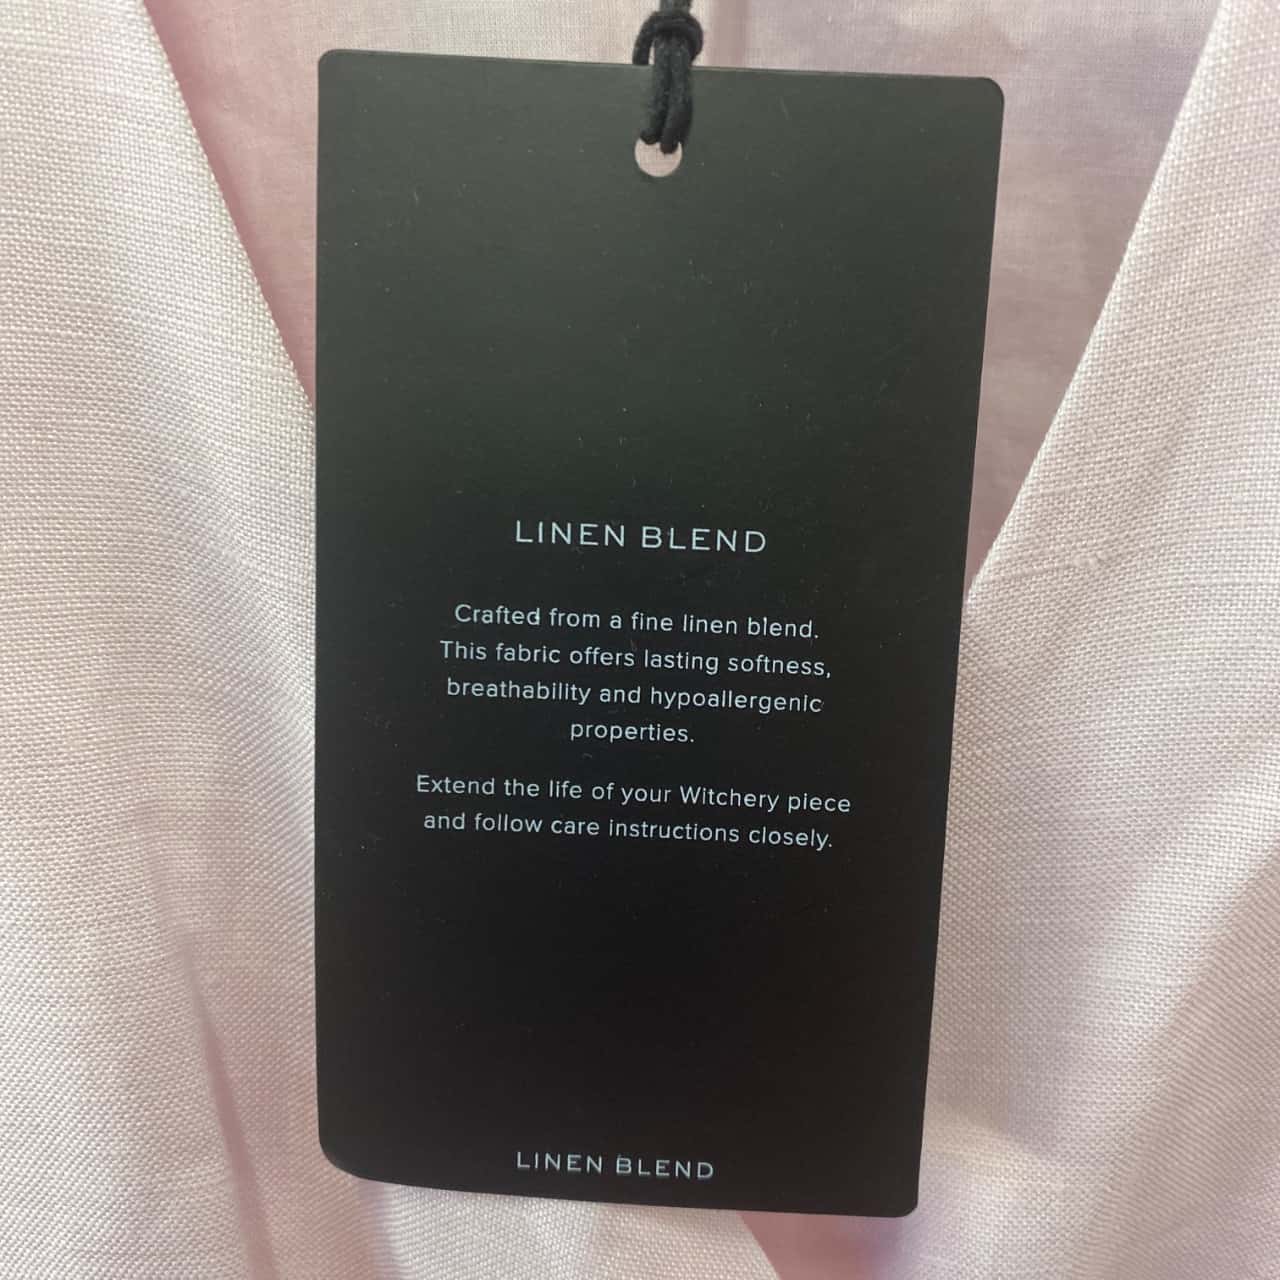 LINEN BLEND
Crafted from a fine linen blend.
This fabric offers lasting softness,
breathability and hypoallergenic
properties.
Extend the life of your Witchery piece
and follow care instructions closely.
LINEN BLEND